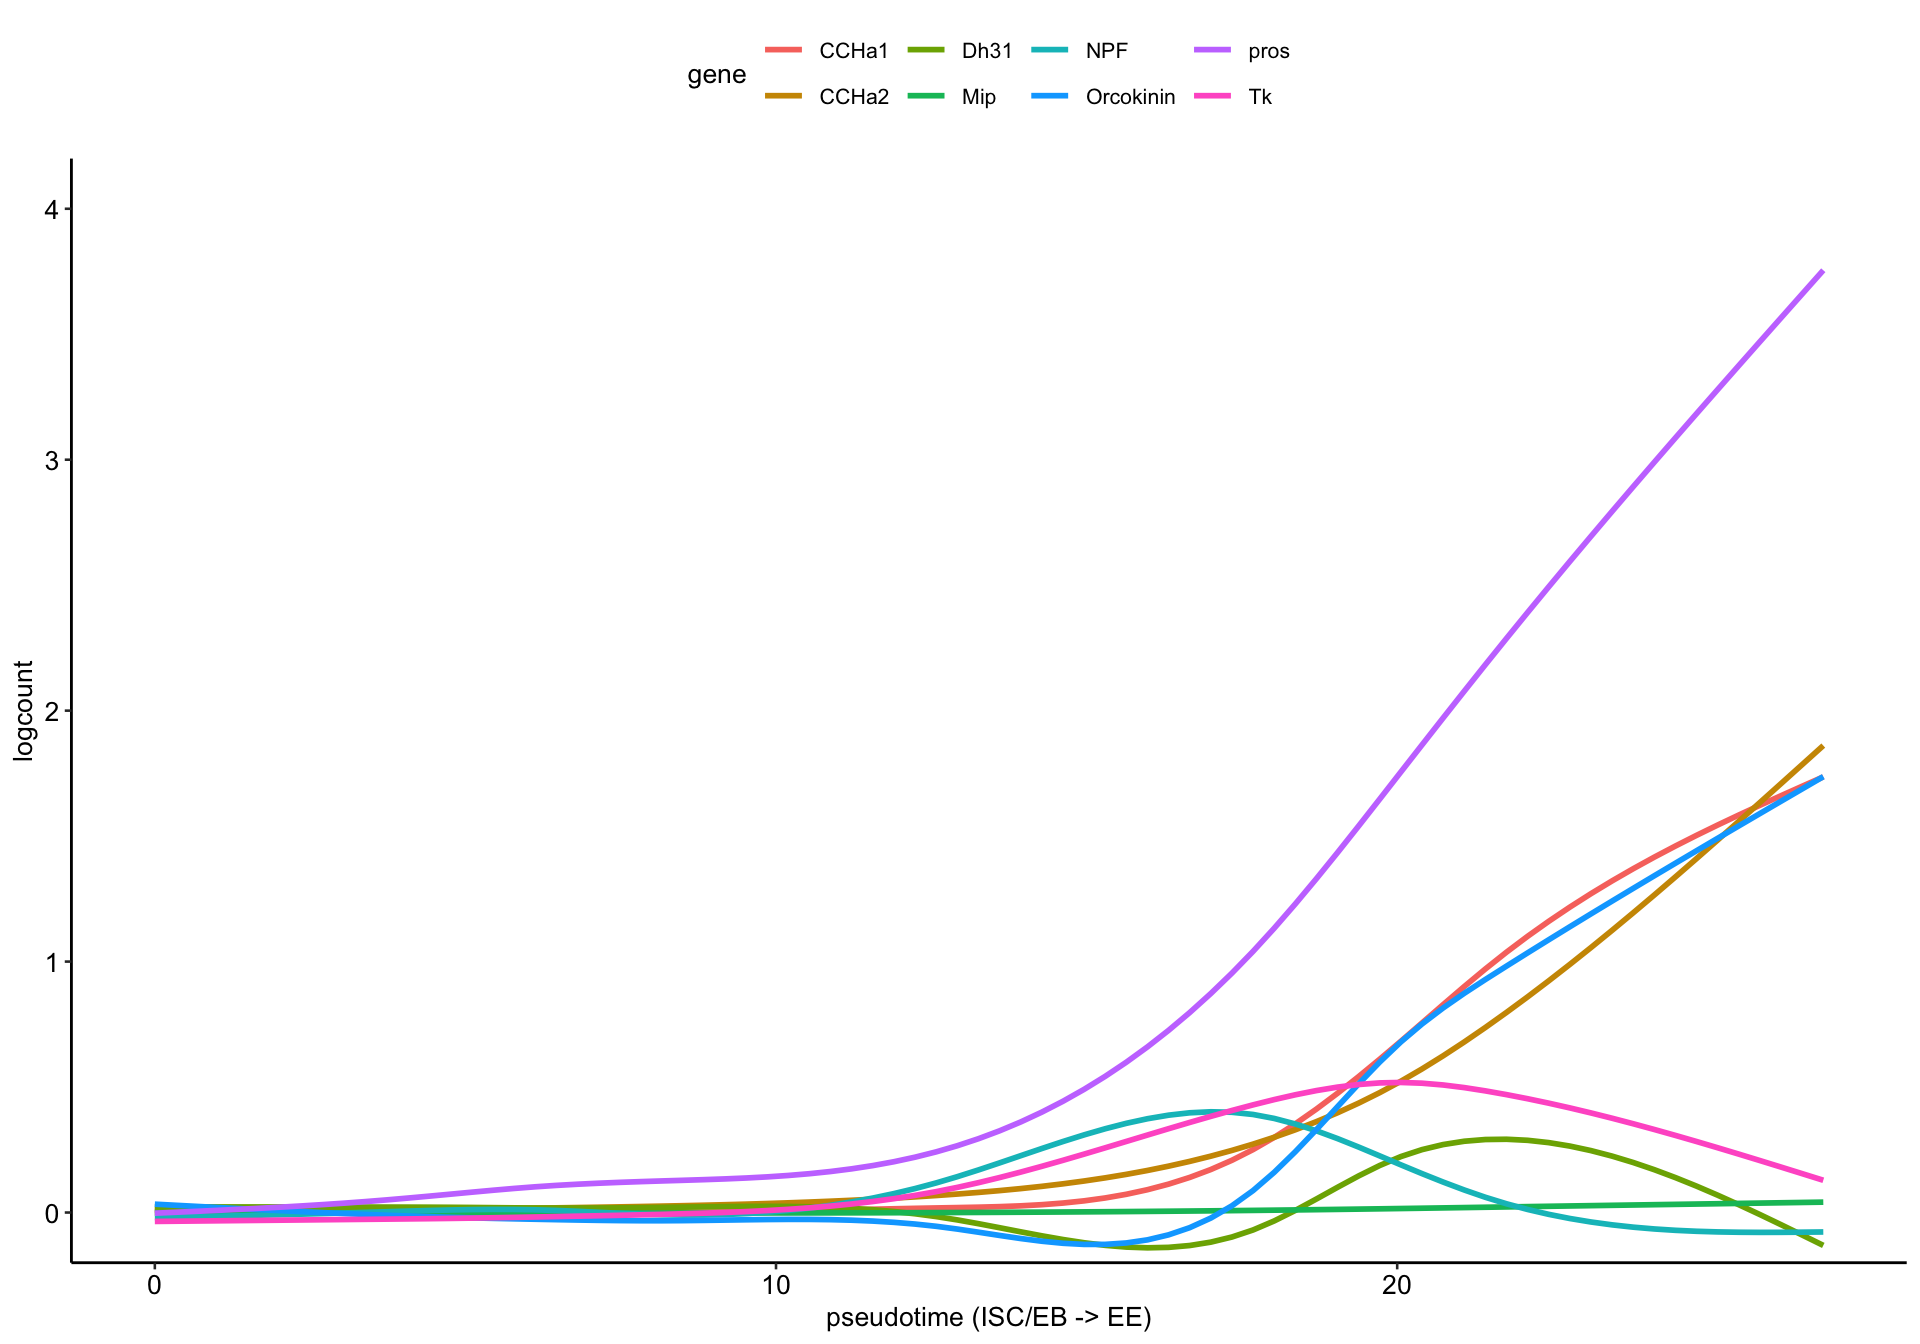 gene
CCHa1 Dh31 NPF pros
CCHa2 Mip Orcokinin Tk
4
3
2
1
0
logcount
0 10 20
pseudotime (ISC/EB -> EE)